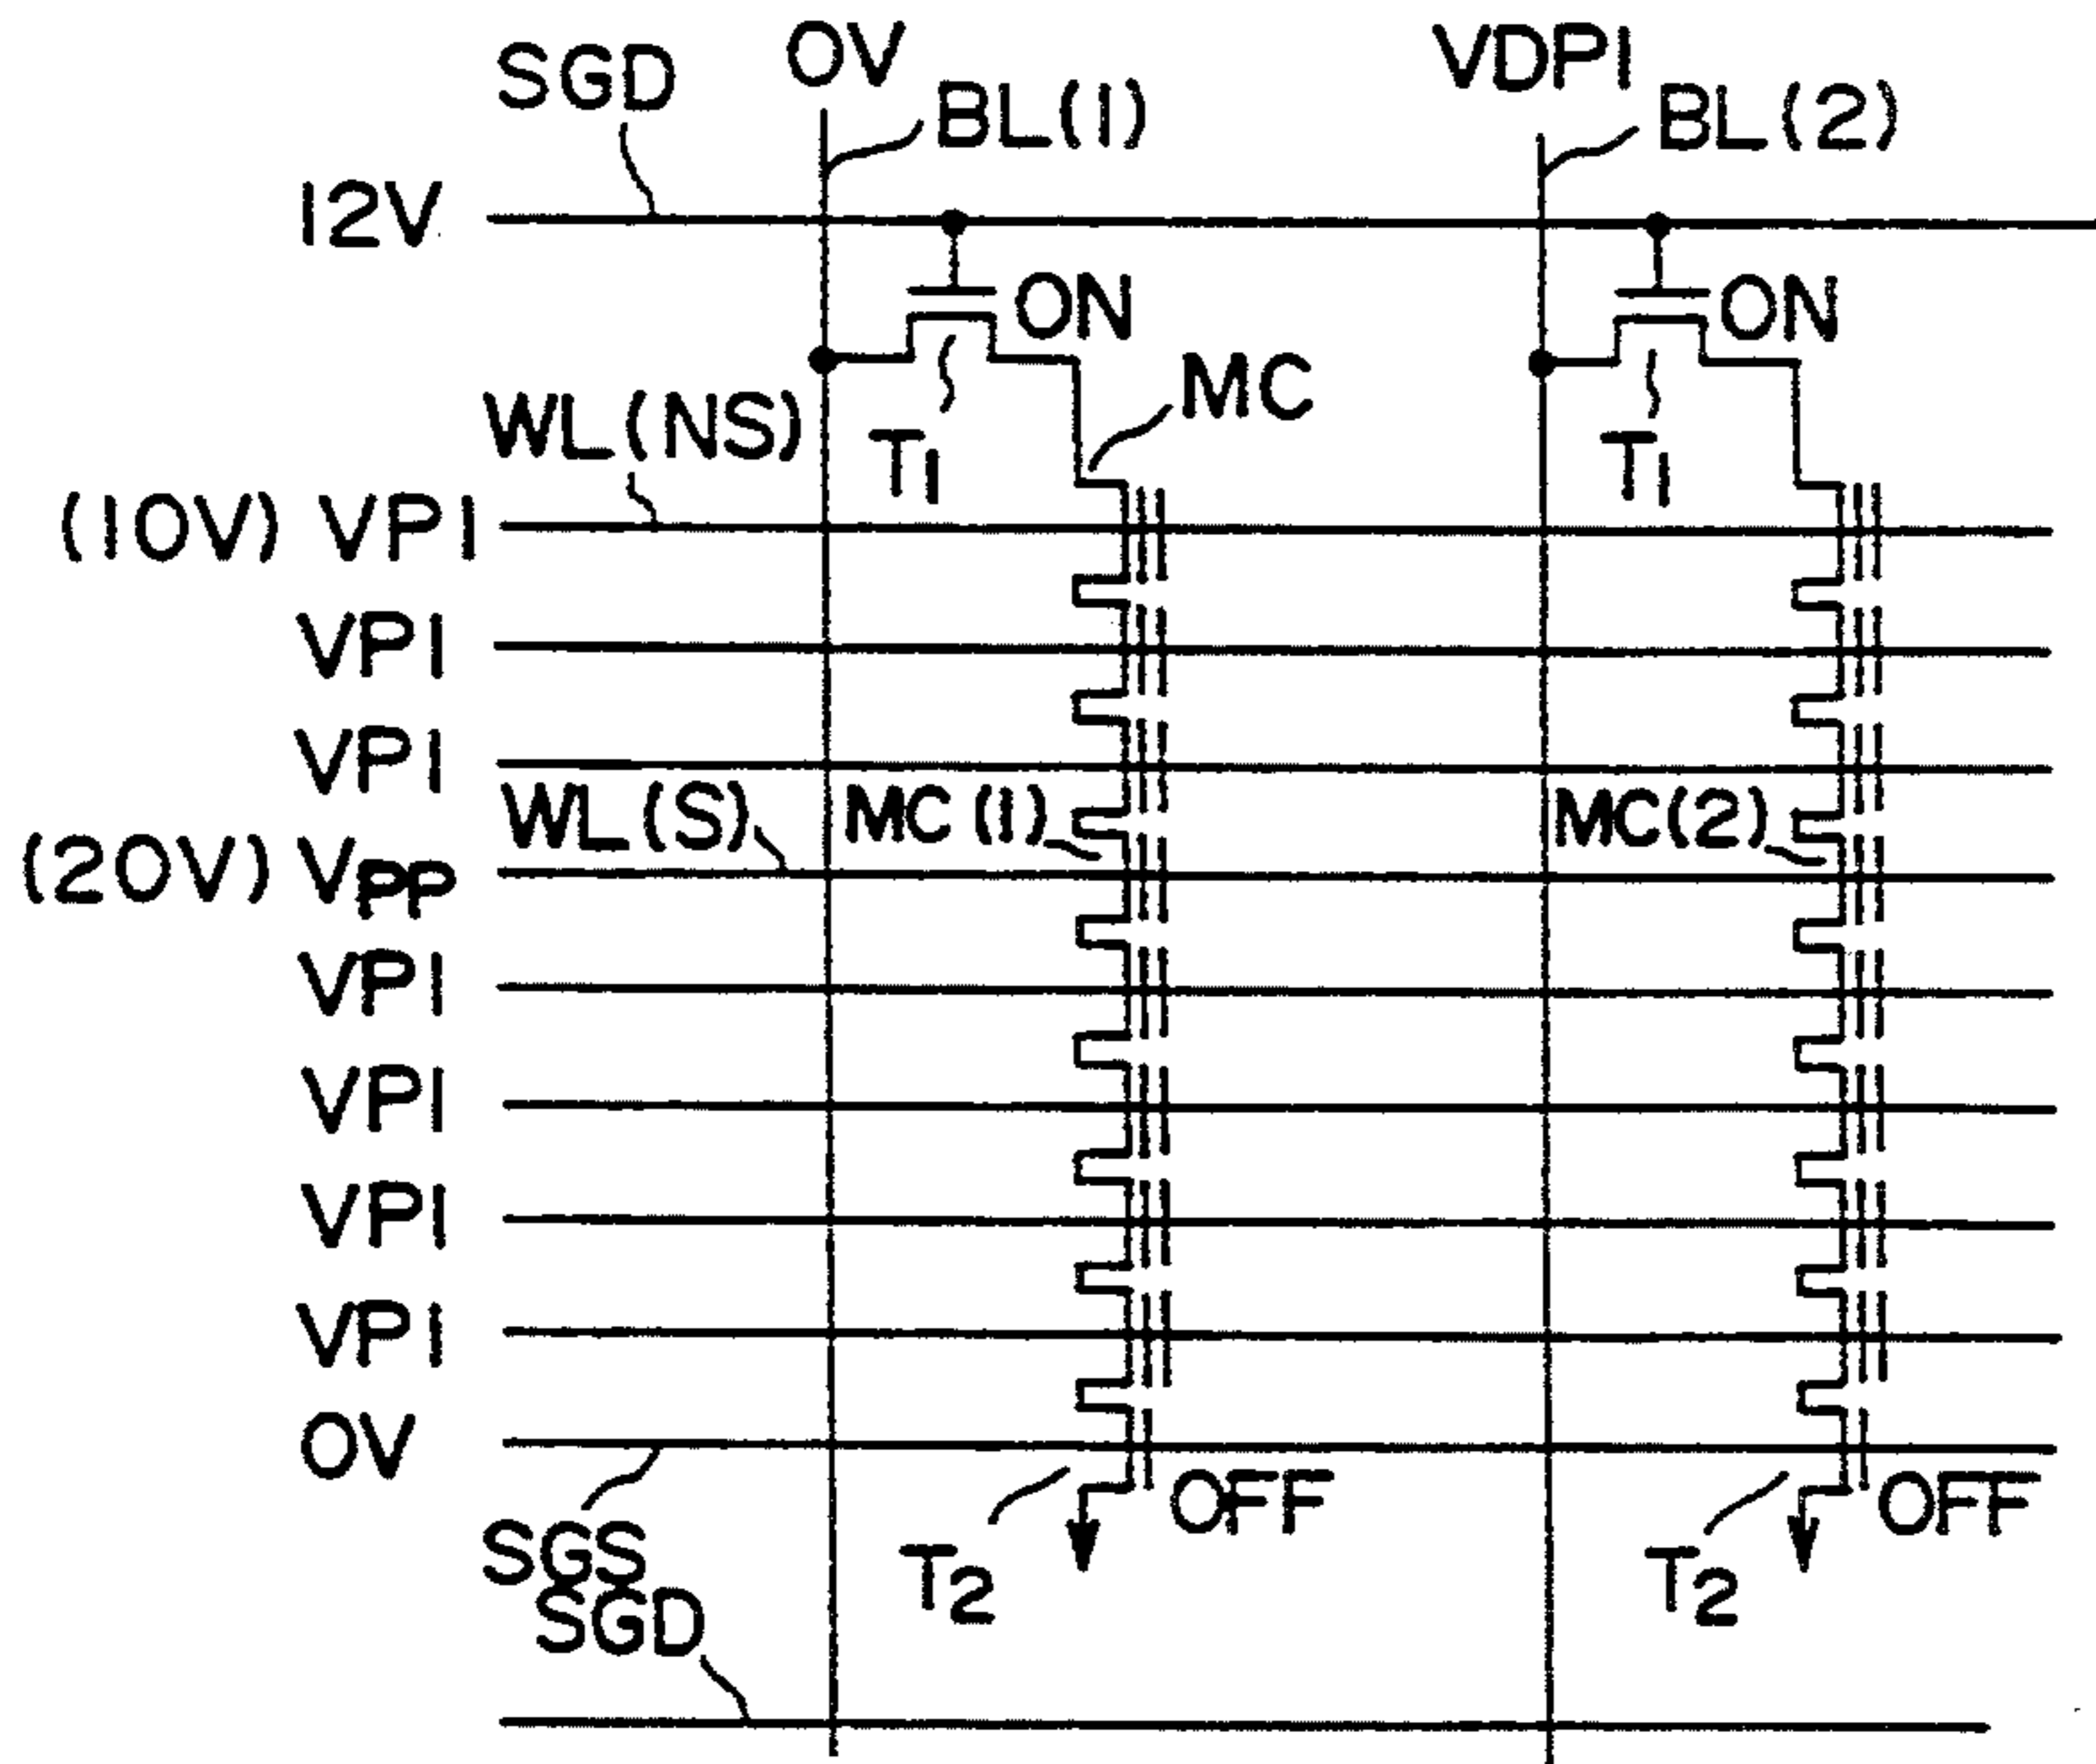 SGD
0V
BL(1)
VDPI
BL(2)
12V
ON
ON
MC
T1
T1
WL(NS)
(10V) VPI
VPI
VPI
WL(S)
MC(1)
MC(2)
(20V) VPP
VPI
VPI
VPI
VPI
0V
OFF
OFF
SGS
T2
T2
SGD